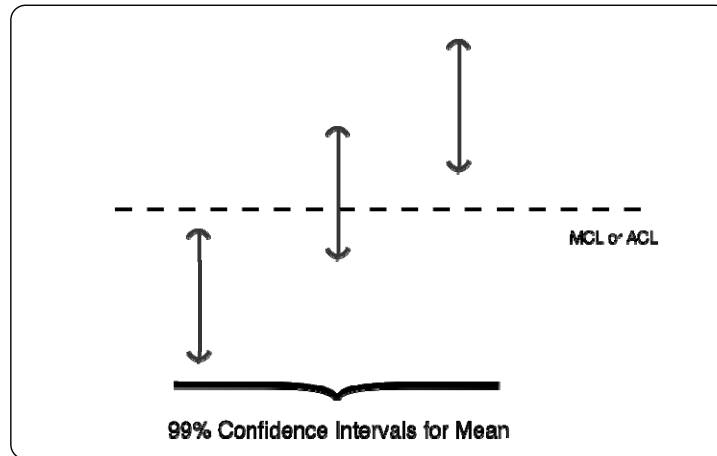 MCL or ACL
99% Confidence Intervals for Mean